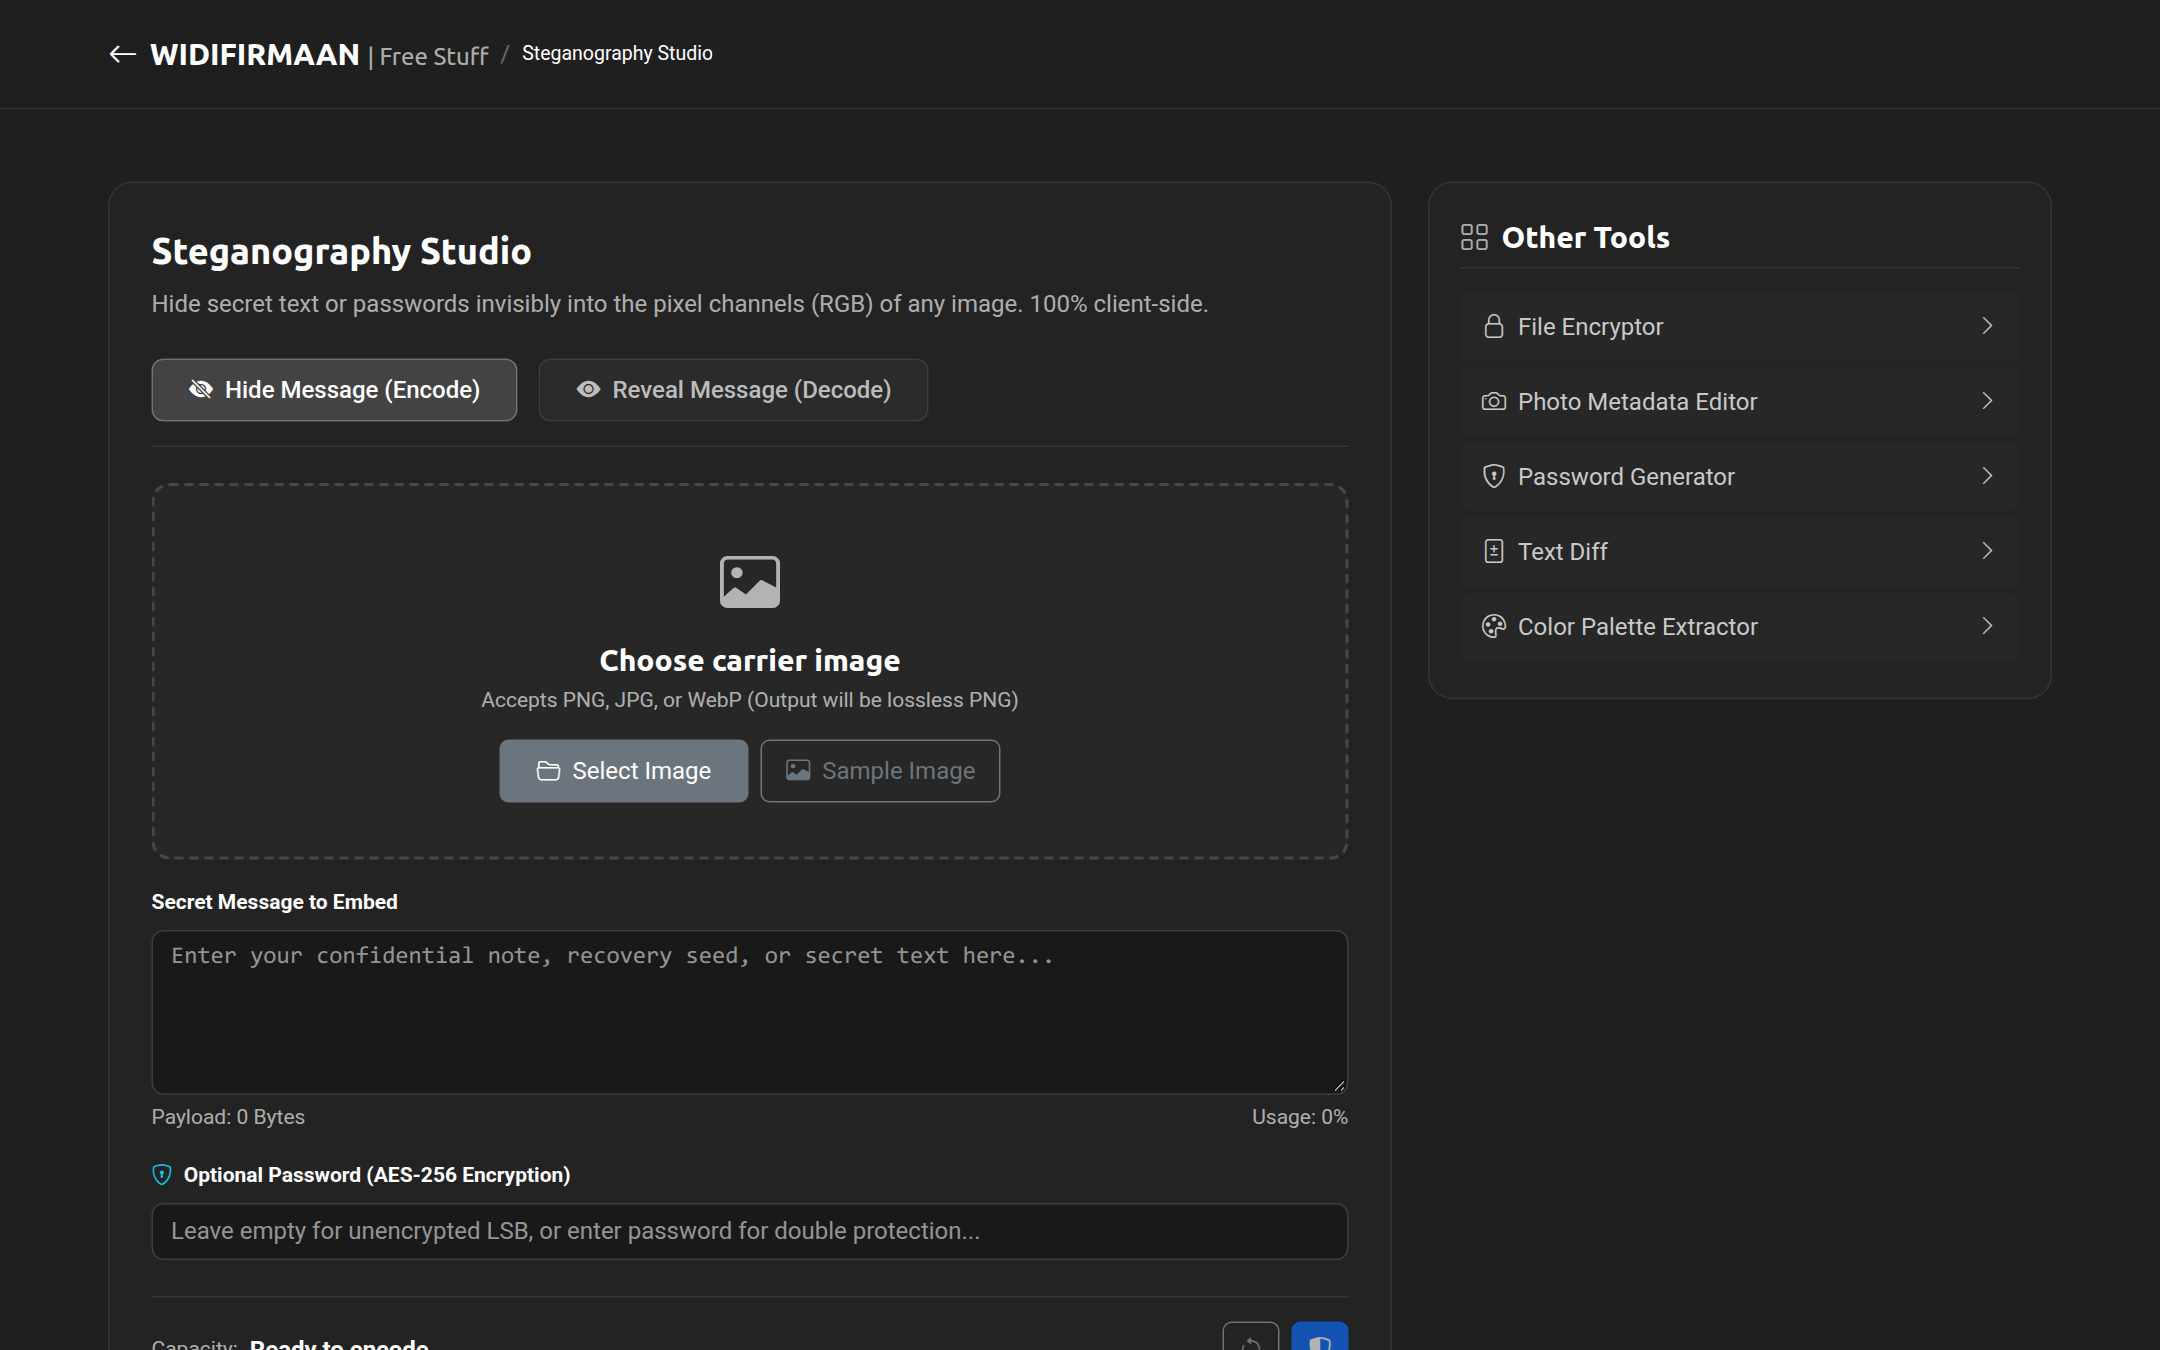 WIDIFIRMAAN | Free Stuff / Steganography Studio
Steganography Studio
Hide secret text or passwords invisibly into the pixel channels (RGB) of any image. 100% client-side.
Hide Message (Encode)
Reveal Message (Decode)
Choose carrier image
Accepts PNG, JPG, or WebP (Output will be lossless PNG)
Select Image
Sample Image
Secret Message to Embed
Enter your confidential note, recovery seed, or secret text here...
Payload: 0 Bytes
Usage: 0%
Optional Password (AES-256 Encryption)
Leave empty for unencrypted LSB, or enter password for double protection...
Capacity: Ready to encode
Other Tools
File Encryptor
Photo Metadata Editor
Password Generator
Text Diff
Color Palette Extractor